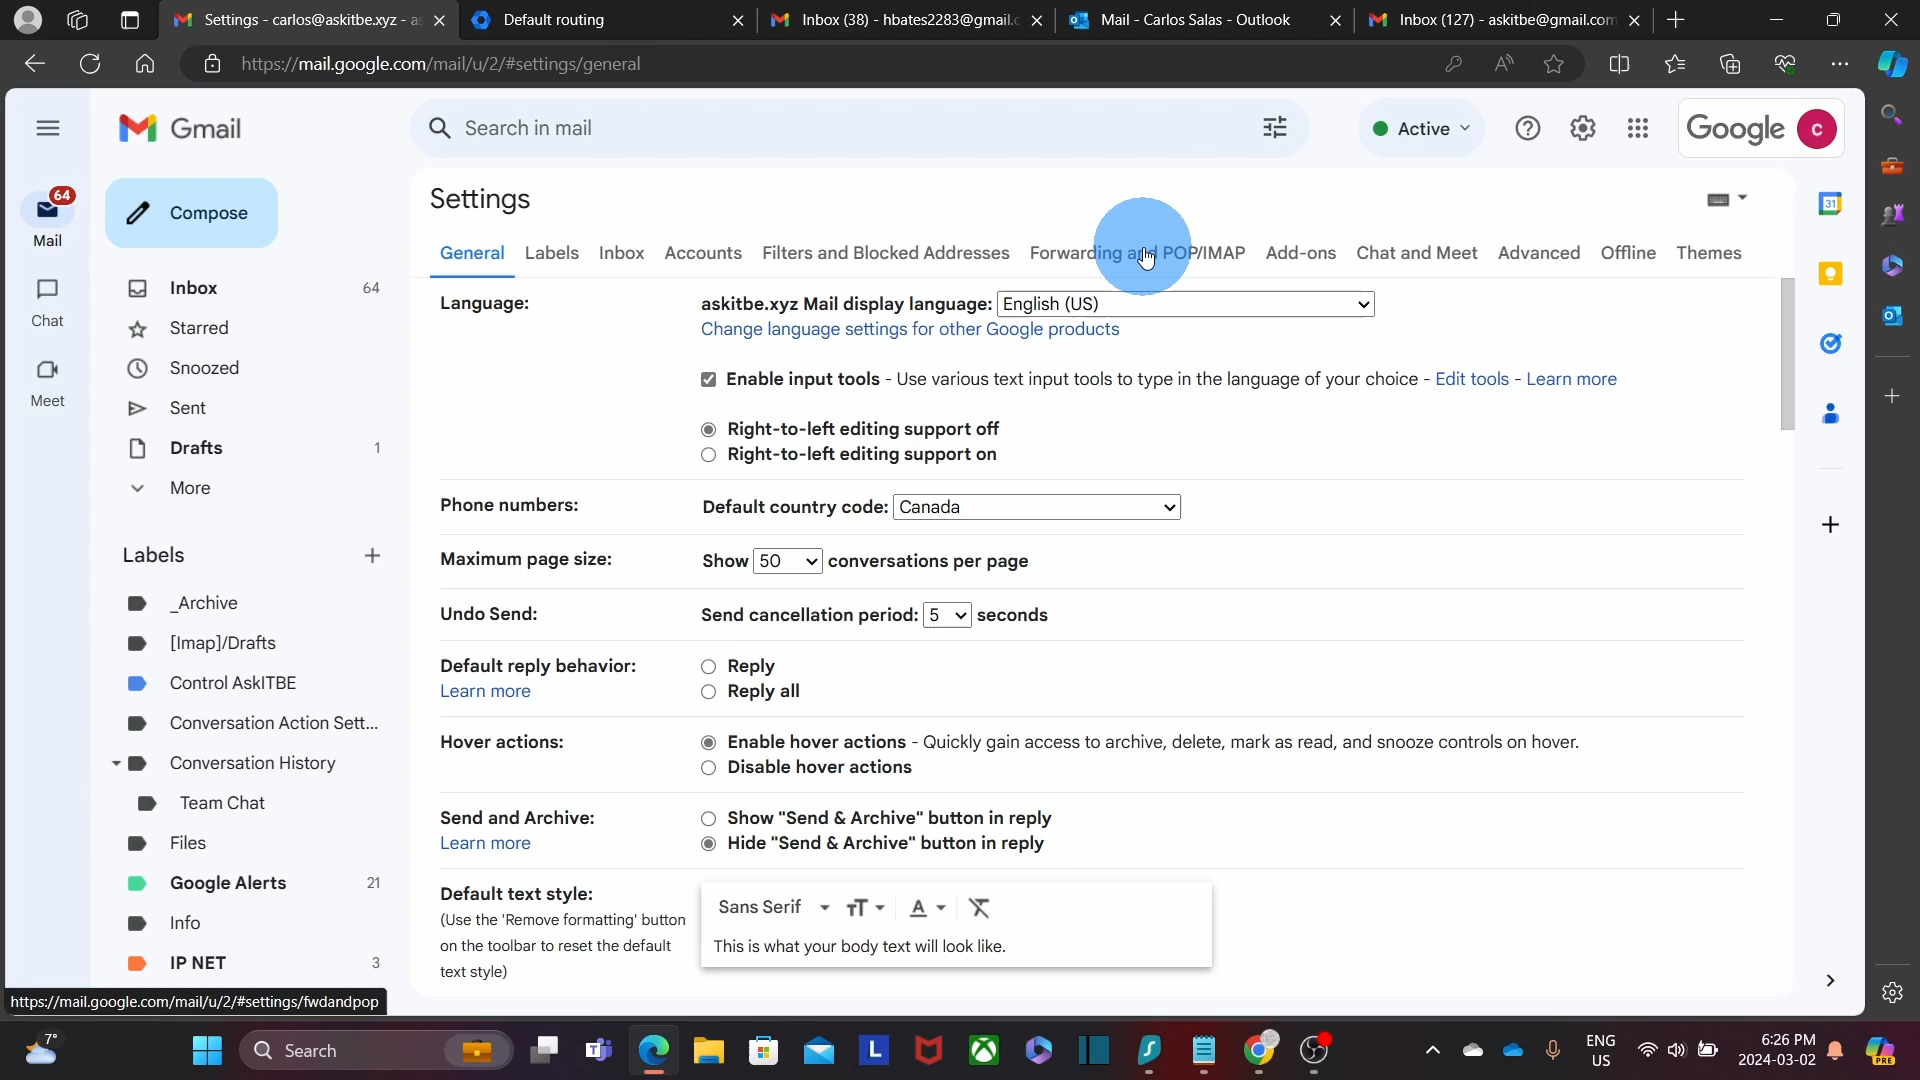 Settings - carlos@askitbe.xyz - as
Default routing
Inbox (38) - hbates2283@gmail.c
Mail - Carlos Salas - Outlook
Inbox (127) - askitbe@gmail.com
https://mail.google.com/mail/u/2/#settings/general
Gmail
Search in mail
Active
Google
C
64
Mail
Chat
Meet
Compose
Inbox 64
Starred
Snoozed
Sent
Drafts 1
More
Labels
_Archive
[Imap]/Drafts
Control AskITBE
Conversation Action Sett...
Conversation History
Team Chat
Files
Google Alerts 21
Info
IP NET 3
Settings
General Labels Inbox Accounts Filters and Blocked Addresses Forwarding and POP/IMAP Add-ons Chat and Meet Advanced Offline Themes
Language:
askitbe.xyz Mail display language: English (US)
Change language settings for other Google products
Enable input tools - Use various text input tools to type in the language of your choice - Edit tools - Learn more
Right-to-left editing support off
Right-to-left editing support on
Phone numbers: Default country code: Canada
Maximum page size: Show 50 conversations per page
Undo Send: Send cancellation period: 5 seconds
Default reply behavior:
Learn more
Reply
Reply all
Hover actions:
Enable hover actions - Quickly gain access to archive, delete, mark as read, and snooze controls on hover.
Disable hover actions
Send and Archive:
Learn more
Show "Send & Archive" button in reply
Hide "Send & Archive" button in reply
Default text style:
(Use the 'Remove formatting' button
on the toolbar to reset the default
text style)
Sans Serif
This is what your body text will look like.
31
https://mail.google.com/mail/u/2/#settings/fwdandpop
7°
Search
L
ENG
US
6:26 PM
2024-03-02
PRE